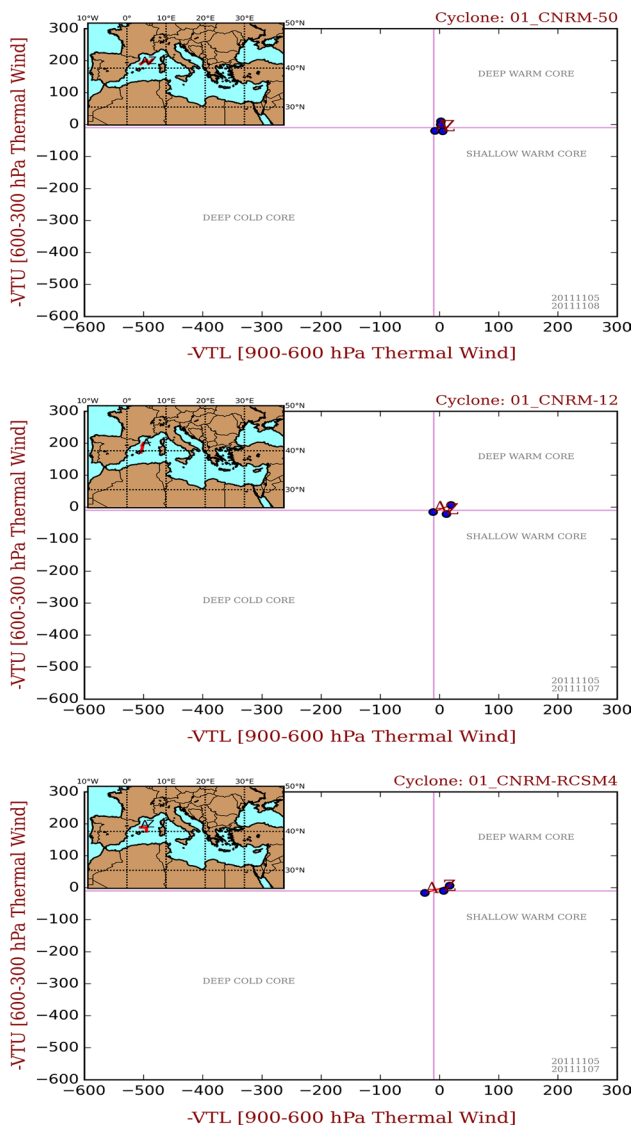 Cyclone: 01_CNRM-50
10°W 0° 10°E 20°E 30°E 50°N
40°N
30°N
300
200
100
0
−100
−200
−300
−400
−500
−600
-VTU [600-300 hPa Thermal Wind]
DEEP WARM CORE
SHALLOW WARM CORE
DEEP COLD CORE
Z
20111105
20111108
−600 −500 −400 −300 −200 −100 0 100 200 300
-VTL [900-600 hPa Thermal Wind]
Cyclone: 01_CNRM-12
10°W 0° 10°E 20°E 30°E 50°N
40°N
30°N
300
200
100
0
−100
−200
−300
−400
−500
−600
-VTU [600-300 hPa Thermal Wind]
DEEP WARM CORE
A Z
SHALLOW WARM CORE
DEEP COLD CORE
20111105
20111107
−600 −500 −400 −300 −200 −100 0 100 200 300
-VTL [900-600 hPa Thermal Wind]
Cyclone: 01_CNRM-RCSM4
10°W 0° 10°E 20°E 30°E 50°N
40°N
30°N
300
200
100
0
−100
−200
−300
−400
−500
−600
-VTU [600-300 hPa Thermal Wind]
DEEP WARM CORE
A Z
SHALLOW WARM CORE
DEEP COLD CORE
20111105
20111107
−600 −500 −400 −300 −200 −100 0 100 200 300
-VTL [900-600 hPa Thermal Wind]